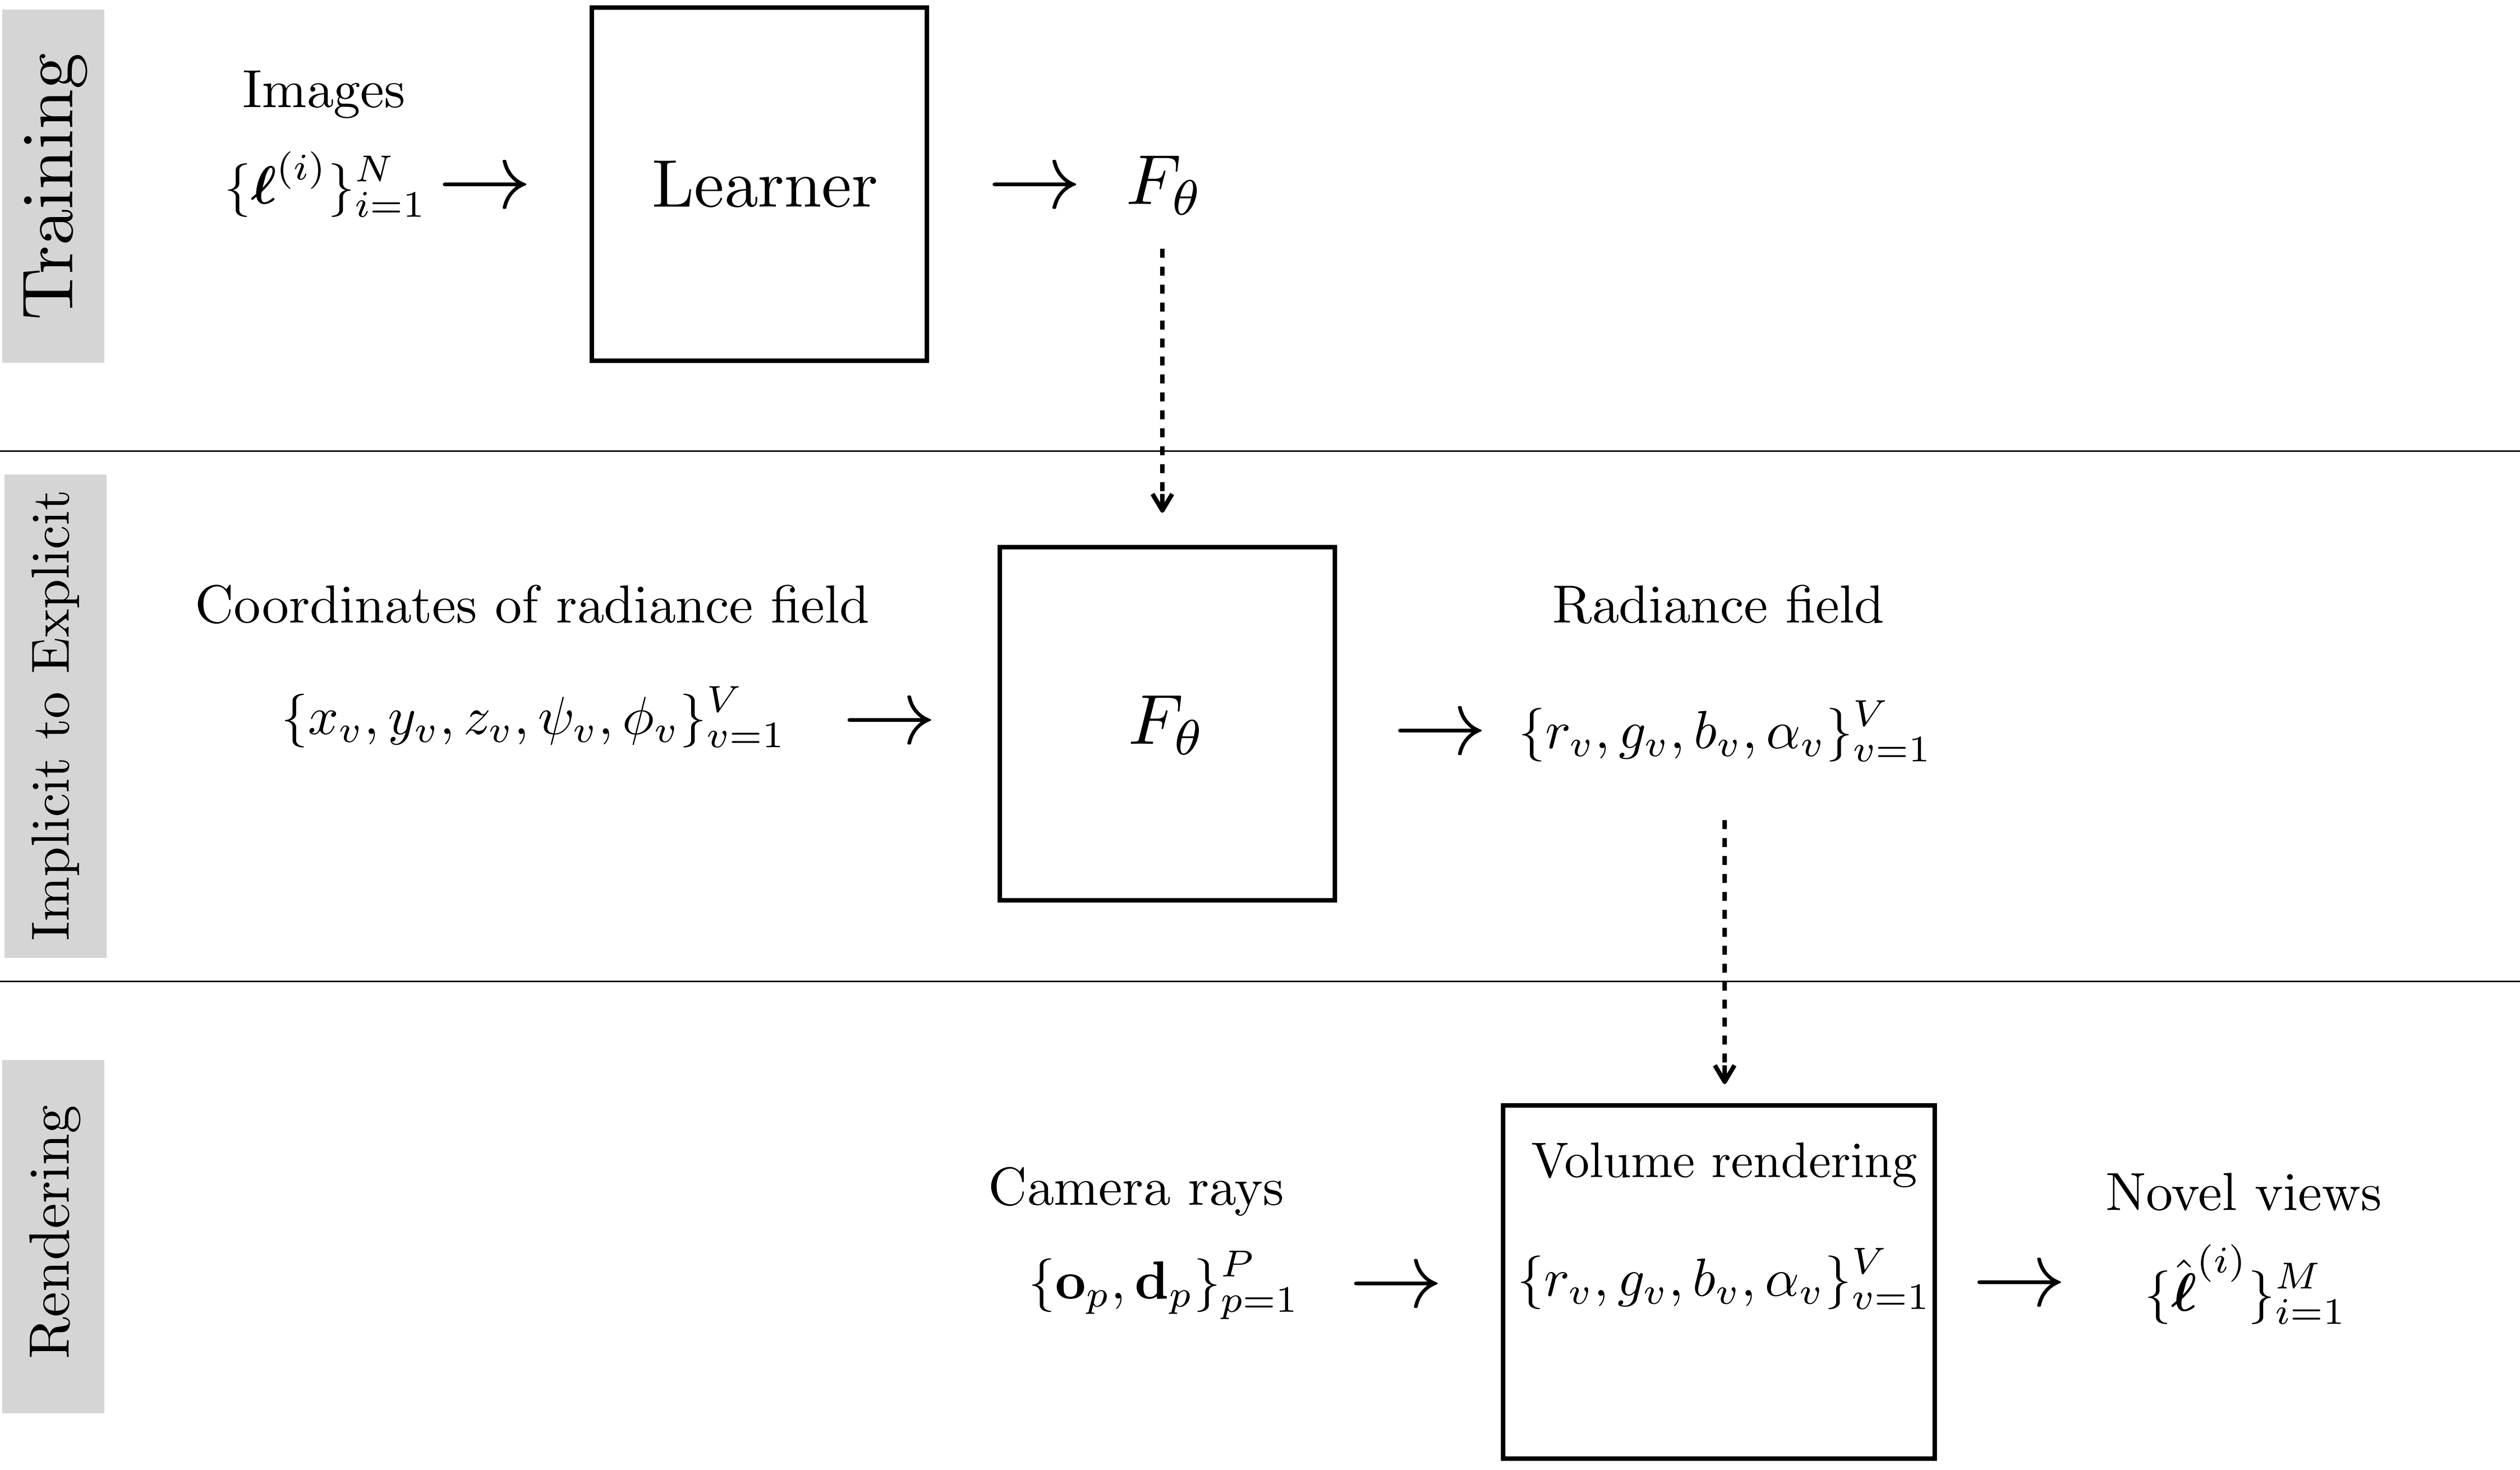 Training
Images
{ℓ^(i)}_{i=1}^N → Learner → F_θ
Implicit to Explicit
Coordinates of radiance field
{x_v, y_v, z_v, ψ_v, ϕ_v}_{v=1}^V → F_θ →
Radiance field
{r_v, g_v, b_v, α_v}_{v=1}^V
Rendering
Camera rays
{𝐨_p, 𝐝_p}_{p=1}^P →
Volume rendering
{r_v, g_v, b_v, α_v}_{v=1}^V →
Novel views
{ℓ̂^(i)}_{i=1}^M